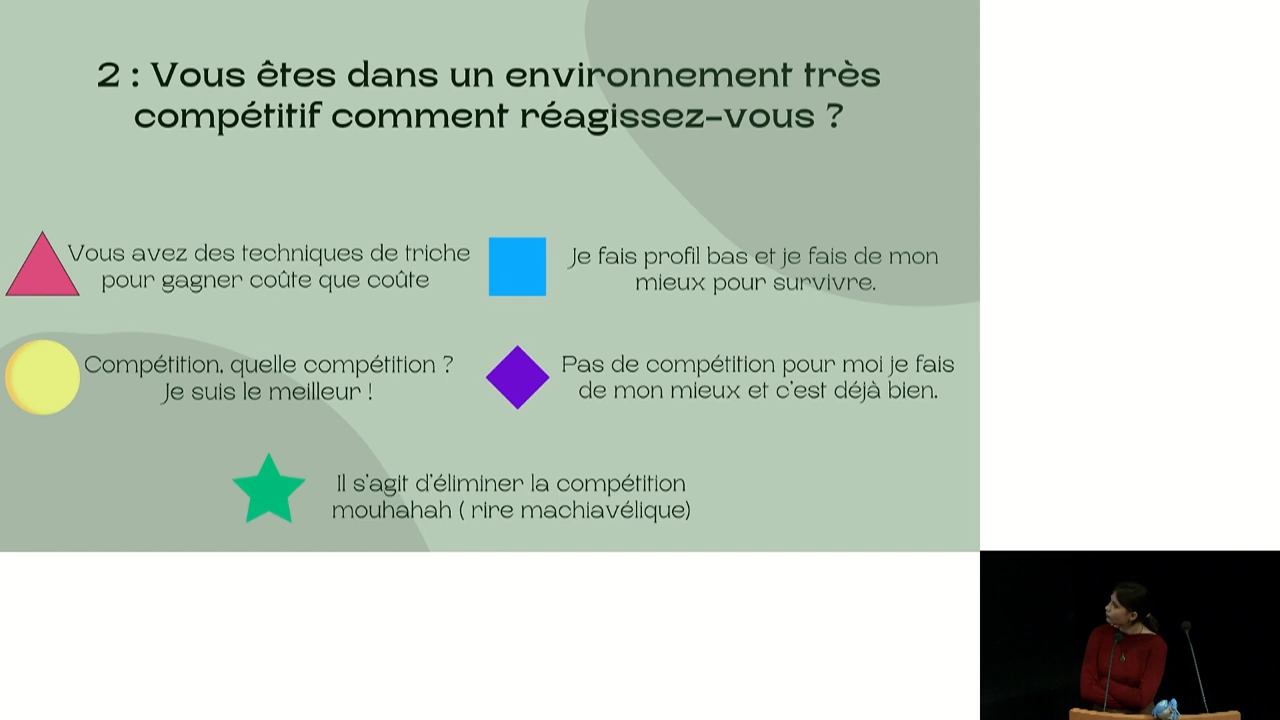 2 : Vous êtes dans un environnement très
compétitif comment réagissez-vous ?
Vous avez des techniques de triche
pour gagner coûte que coûte
Je fais profil bas et je fais de mon
mieux pour survivre.
Compétition, quelle compétition ?
Je suis le meilleur !
Pas de compétition pour moi je fais
de mon mieux et c'est déjà bien.
Il s'agit d'éliminer la compétition
mouhahah ( rire machiavélique)